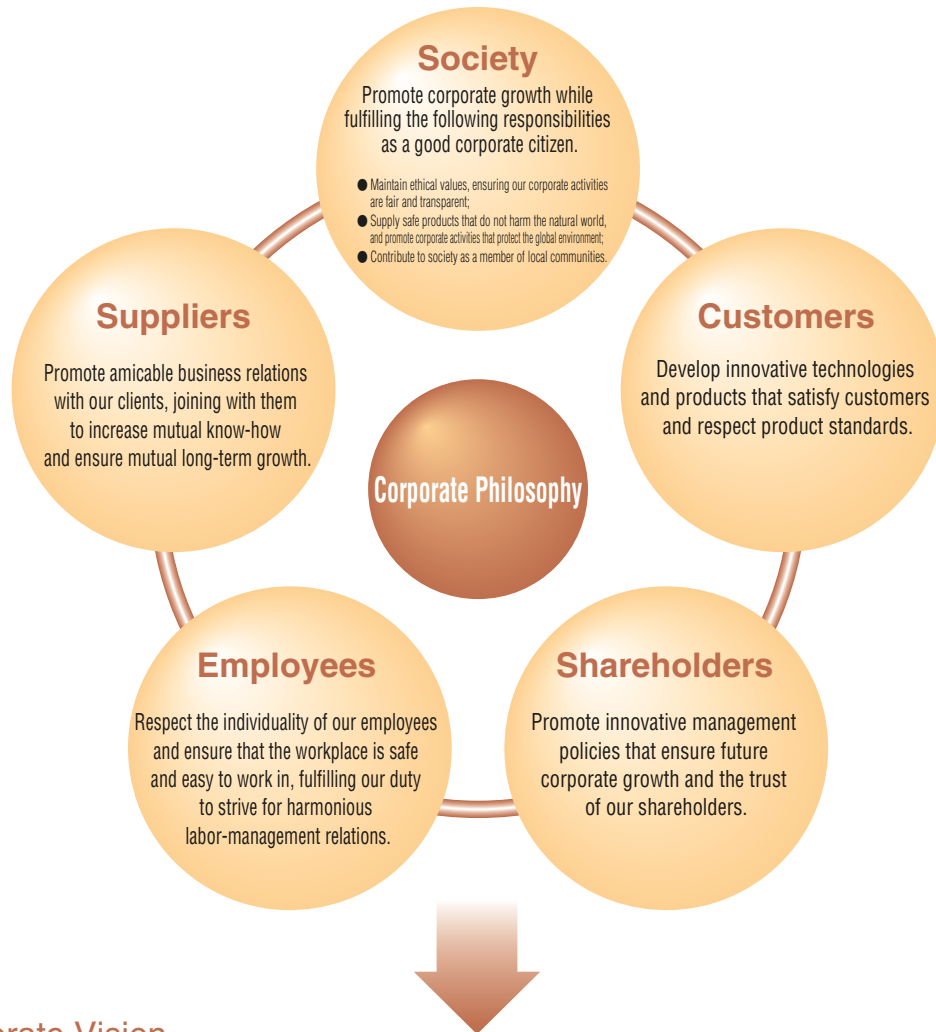 Society
Promote corporate growth while
fulfilling the following responsibilities
as a good corporate citizen.
● Maintain ethical values, ensuring our corporate activities
are fair and transparent;
● Supply safe products that do not harm the natural world,
and promote corporate activities that protect the global environment;
● Contribute to society as a member of local communities.
Suppliers
Promote amicable business relations
with our clients, joining with them
to increase mutual know-how
and ensure mutual long-term growth.
Customers
Develop innovative technologies
and products that satisfy customers
and respect product standards.
Corporate Philosophy
Employees
Respect the individuality of our employees
and ensure that the workplace is safe
and easy to work in, fulfilling our duty
to strive for harmonious
labor-management relations.
Shareholders
Promote innovative management
policies that ensure future
corporate growth and the trust
of our shareholders.
Vision